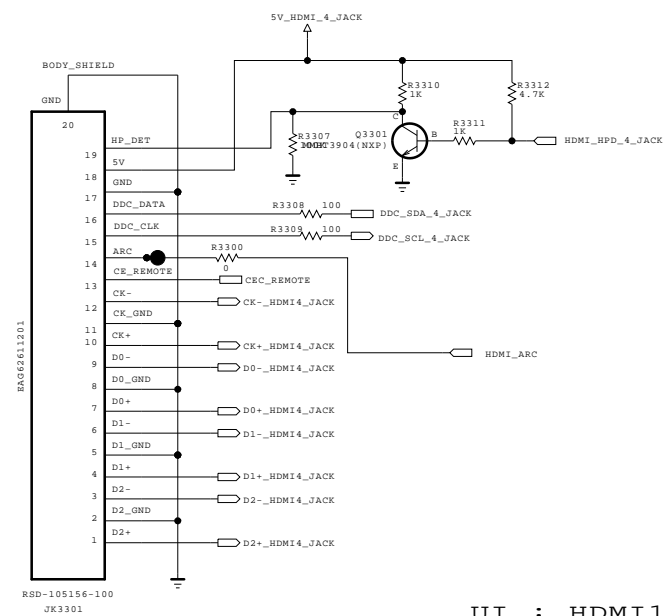 5V_HDMI_4_JACK
BODY_SHIELD
GND
20
R3310
1K
R3312
4.7K
R3307
C
Q3301
MMBT3904(NXP)
B
E
R3311
1K
HDMI_HPD_4_JACK
19
HP_DET
18
5V
17
GND
16
DDC_DATA
R3308
100
DDC_SDA_4_JACK
15
DDC_CLK
R3309
100
DDC_SCL_4_JACK
14
ARC
R3300
0
13
CE_REMOTE
CEC_REMOTE
12
CK-
CK-_HDMI4_JACK
11
CK_GND
10
CK+
CK+_HDMI4_JACK
9
D0-
D0-_HDMI4_JACK
HDMI_ARC
8
D0_GND
7
D0+
D0+_HDMI4_JACK
6
D1-
D1-_HDMI4_JACK
5
D1_GND
4
D1+
D1+_HDMI4_JACK
3
D2-
D2-_HDMI4_JACK
2
D2_GND
1
D2+
D2+_HDMI4_JACK
EAG62611201
RSD-105156-100
JK3301
UI : HDMI1